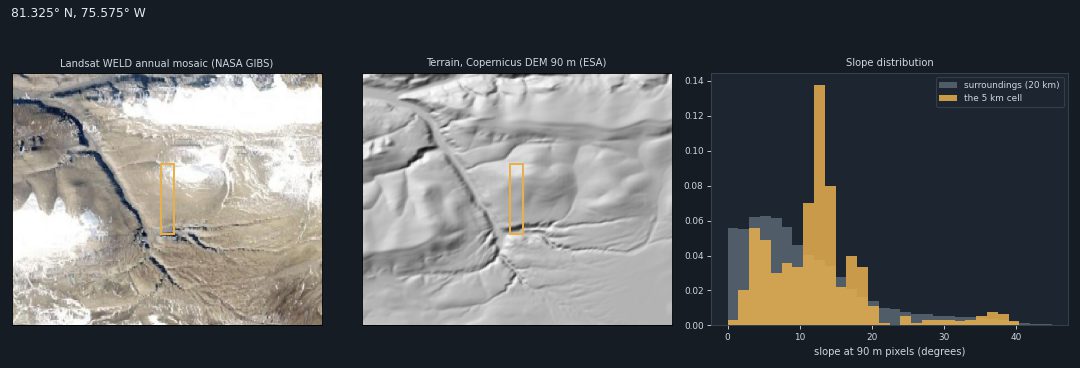 81.325° N, 75.575° W
Landsat WELD annual mosaic (NASA GIBS)
Terrain, Copernicus DEM 90 m (ESA)
Slope distribution
surroundings (20 km)
the 5 km cell
0.14
0.12
0.10
0.08
0.06
0.04
0.02
0.00
0 10 20 30 40
slope at 90 m pixels (degrees)